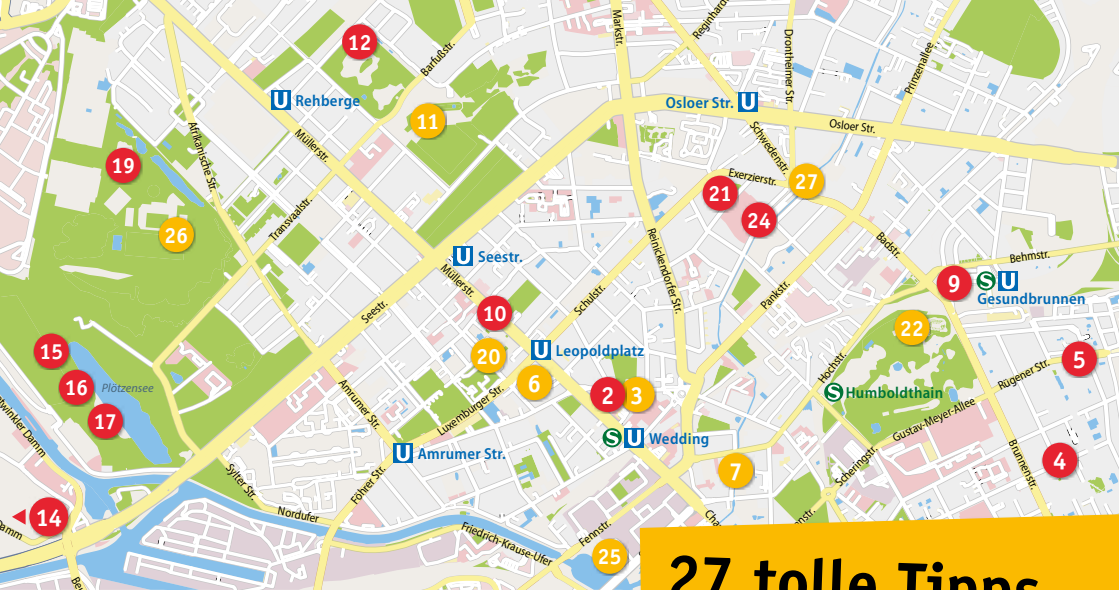 12
Barfußstr.
Markstr.
Drontheimer Str.
Prinzenallee
U Rehberge
11
Osloer Str. U
Osloer Str.
Afrikanische Str.
Müllerstr.
Schwedenstr.
19
Exerzierstr.
27
21
24
26
Transvaalstr.
Badstr.
U Seestr.
Reinickendorfer Str.
Behmstr.
9
S U
Gesundbrunnen
Müllerstr.
Schulstr.
Pankstr.
Seestr.
10
22
15
20
U Leopoldplatz
Hochstr.
5
16
Plötzensee
6
2
3
S Humboldthain
Rügener Str.
17
Amrumer Str.
Luxemburger Str.
Gustav-Meyer-Allee
S U Wedding
U Amrumer Str.
7
Scheringstr.
Brunnenstr.
4
Sylter Str.
Föhrer Str.
14
Nordufer
Friedrich-Krause-Ufer
Fennstr.
25
27 tolle Tipps